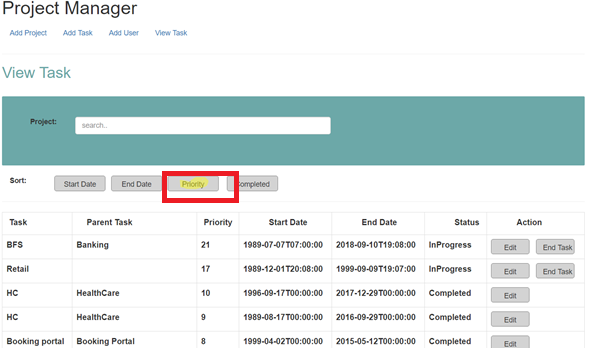 Project Manager
Add Project Add Task Add User View Task
View Task
Project: search..
Sort: Start Date End Date Priority Completed
Task Parent Task Priority Start Date End Date Status Action
BFS Banking 21 1989-07-07T07:00:00 2018-09-10T19:08:00 InProgress Edit End Task
Retail 17 1989-12-01T20:08:00 1999-09-09T19:07:00 InProgress Edit End Task
HC HealthCare 10 1996-09-17T00:00:00 2017-12-29T00:00:00 Completed Edit
HC HealthCare 9 1989-08-17T00:00:00 2016-09-29T00:00:00 Completed Edit
Booking portal Booking Portal 8 1999-04-02T00:00:00 2015-05-12T00:00:00 Completed Edit